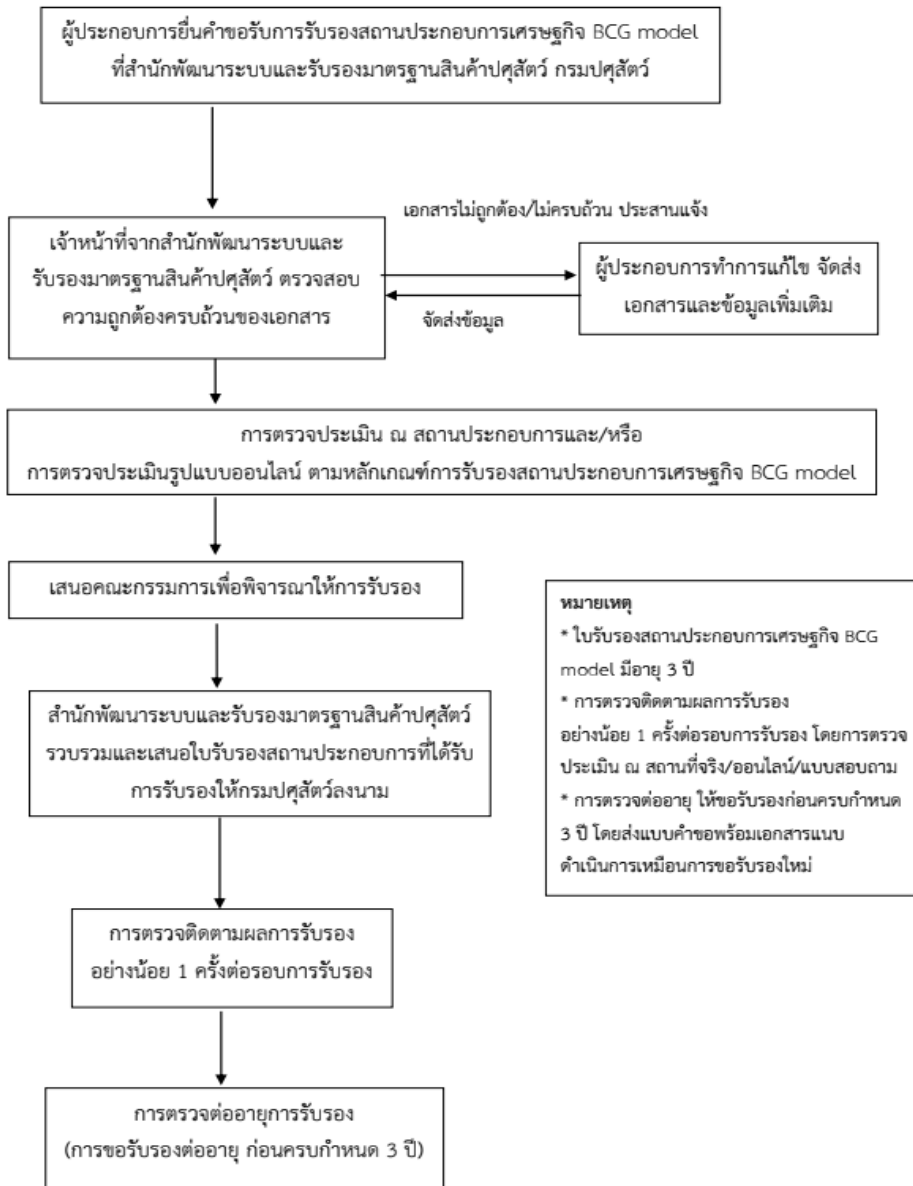 ผู้ประกอบการยื่นคำขอรับการรับรองสถานประกอบการเศรษฐกิจ BCG model
ที่สำนักพัฒนาระบบและรับรองมาตรฐานสินค้าปศุสัตว์ กรมปศุสัตว์
เอกสารไม่ถูกต้อง/ไม่ครบถ้วน ประสานแจ้ง
เจ้าหน้าที่จากสำนักพัฒนาระบบและ
รับรองมาตรฐานสินค้าปศุสัตว์ ตรวจสอบ
ความถูกต้องครบถ้วนของเอกสาร
ผู้ประกอบการทำการแก้ไข จัดส่ง
เอกสารและข้อมูลเพิ่มเติม
จัดส่งข้อมูล
การตรวจประเมิน ณ สถานประกอบการและ/หรือ
การตรวจประเมินรูปแบบออนไลน์ ตามหลักเกณฑ์การรับรองสถานประกอบการเศรษฐกิจ BCG model
เสนอคณะกรรมการเพื่อพิจารณาให้การรับรอง
สำนักพัฒนาระบบและรับรองมาตรฐานสินค้าปศุสัตว์
รวบรวมและเสนอใบรับรองสถานประกอบการที่ได้รับ
การรับรองให้กรมปศุสัตว์ลงนาม
การตรวจติดตามผลการรับรอง
อย่างน้อย 1 ครั้งต่อรอบการรับรอง
การตรวจต่ออายุการรับรอง
(การขอรับรองต่ออายุ ก่อนครบกำหนด 3 ปี)
หมายเหตุ
* ใบรับรองสถานประกอบการเศรษฐกิจ BCG
model มีอายุ 3 ปี
* การตรวจติดตามผลการรับรอง
อย่างน้อย 1 ครั้งต่อรอบการรับรอง โดยการตรวจ
ประเมิน ณ สถานที่จริง/ออนไลน์/แบบสอบถาม
* การตรวจต่ออายุ ให้ขอรับรองก่อนครบกำหนด
3 ปี โดยส่งแบบคำขอพร้อมเอกสารแนบ
ดำเนินการเหมือนการขอรับรองใหม่